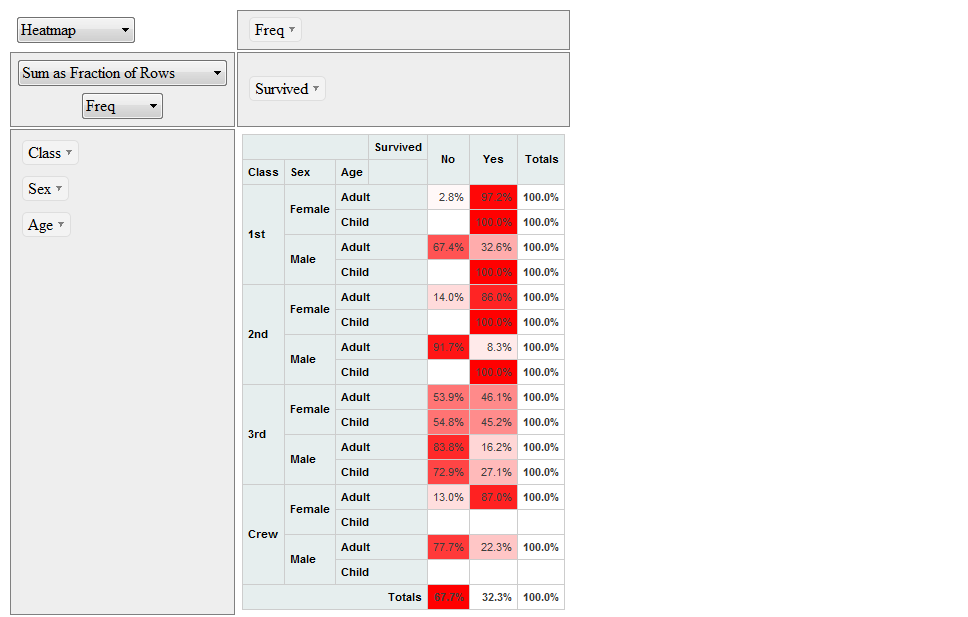 Heatmap
Freq
Sum as Fraction of Rows
Freq
Survived
Class
Sex
Age
Survived No Yes Totals
Class Sex Age
1st Female Adult 2.8% 97.2% 100.0%
Child 100.0% 100.0%
Male Adult 67.4% 32.6% 100.0%
Child 100.0% 100.0%
2nd Female Adult 14.0% 86.0% 100.0%
Child 100.0% 100.0%
Male Adult 91.7% 8.3% 100.0%
Child 100.0% 100.0%
3rd Female Adult 53.9% 46.1% 100.0%
Child 54.8% 45.2% 100.0%
Male Adult 83.8% 16.2% 100.0%
Child 72.9% 27.1% 100.0%
Crew Female Adult 13.0% 87.0% 100.0%
Child
Male Adult 77.7% 22.3% 100.0%
Child
Totals 67.7% 32.3% 100.0%